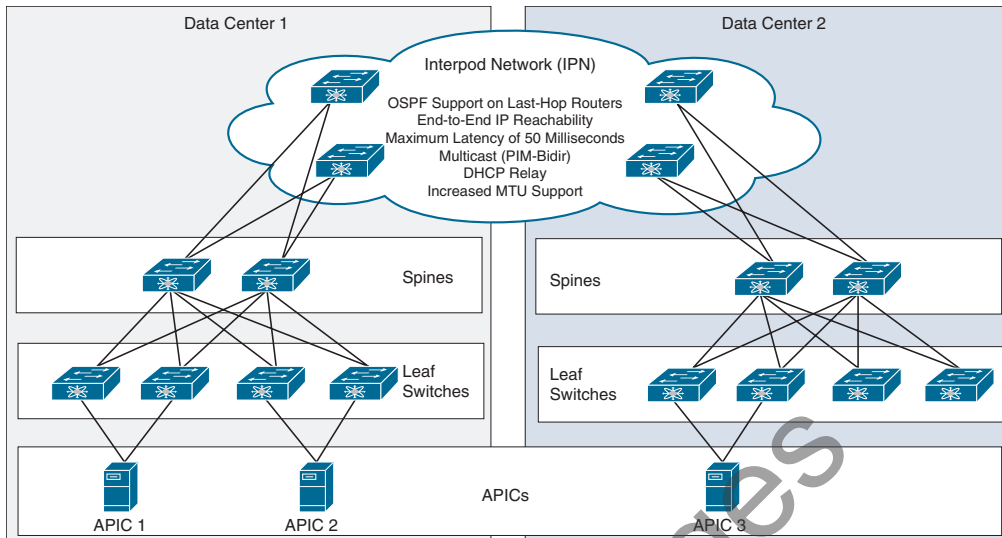 Data Center 1
Data Center 2
Interpod Network (IPN)
OSPF Support on Last-Hop Routers
End-to-End IP Reachability
Maximum Latency of 50 Milliseconds
Multicast (PIM-Bidir)
DHCP Relay
Increased MTU Support
Spines
Spines
Leaf
Switches
Leaf
Switches
APICs
APIC 1
APIC 2
APIC 3